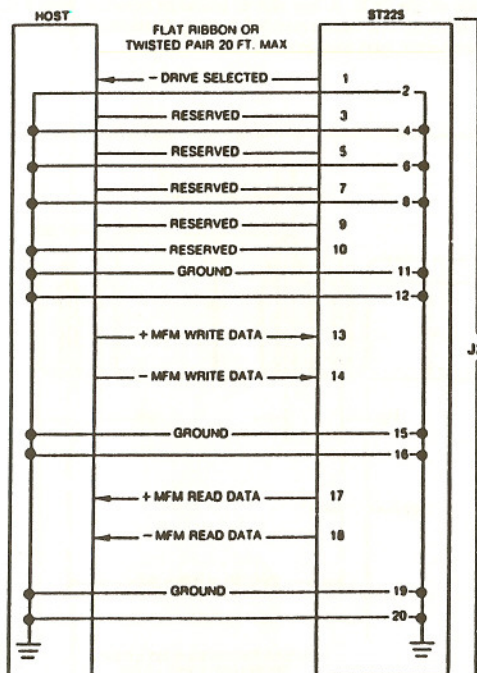 HOST
FLAT RIBBON OR
TWISTED PAIR 20 FT. MAX
ST225
− DRIVE SELECTED 1
2
RESERVED 3
4
RESERVED 5
6
RESERVED 7
8
RESERVED 9
RESERVED 10
GROUND 11
12
+ MFM WRITE DATA 13
− MFM WRITE DATA 14
GROUND 15
16
+ MFM READ DATA 17
− MFM READ DATA 18
GROUND 19
20